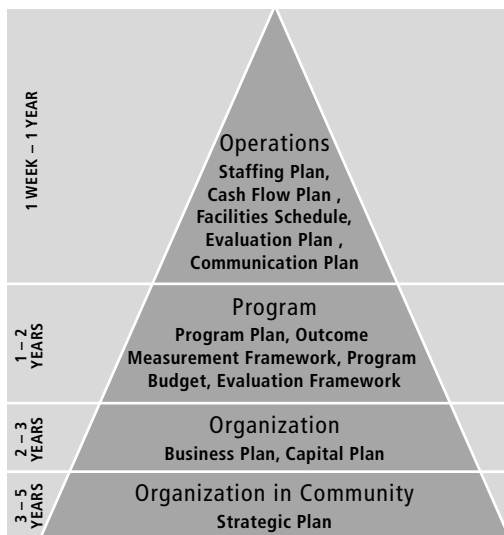 1 WEEK – 1 YEAR
Operations
Staffing Plan,
Cash Flow Plan ,
Facilities Schedule,
Evaluation Plan ,
Communication Plan
1 – 2
YEARS
Program
Program Plan, Outcome
Measurement Framework, Program
Budget, Evaluation Framework
2 – 3
YEARS
Organization
Business Plan, Capital Plan
3 – 5
YEARS
Organization in Community
Strategic Plan